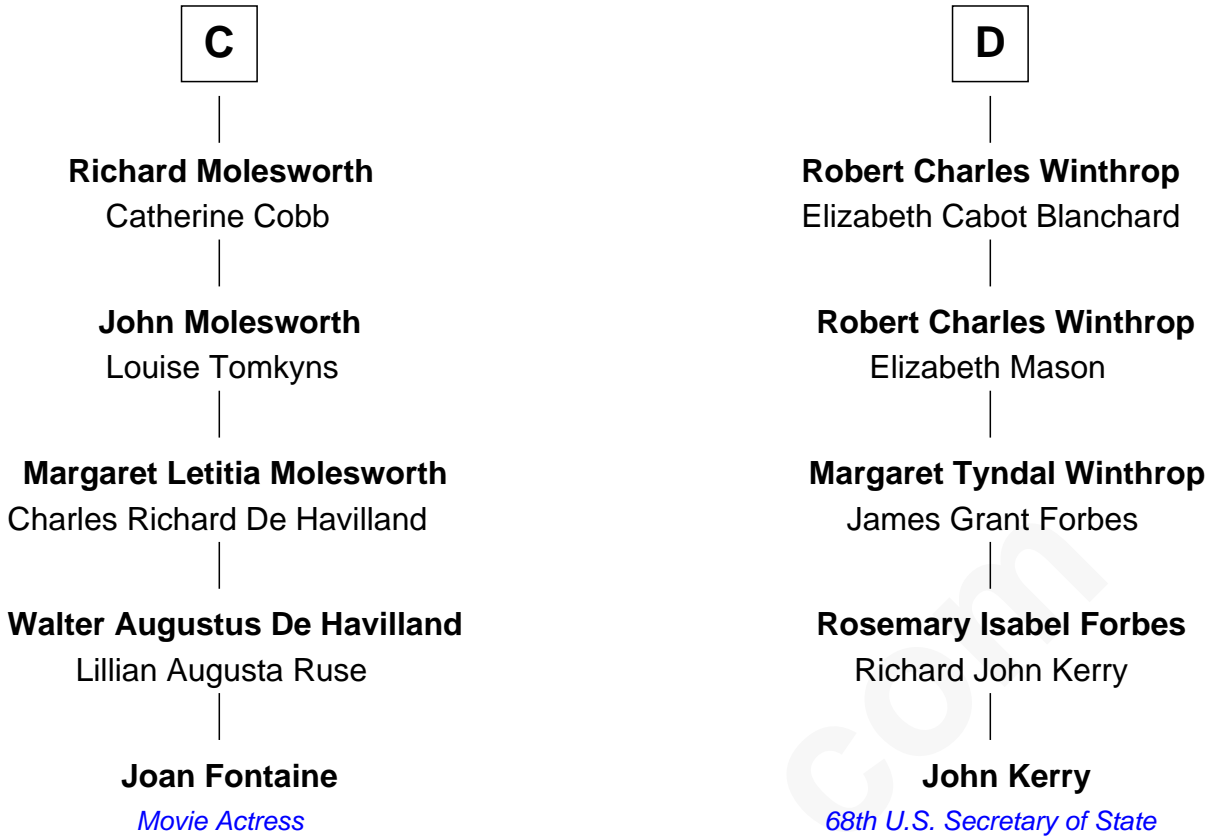 C
Richard Molesworth
Catherine Cobb
John Molesworth
Louise Tomkyns
Margaret Letitia Molesworth
Charles Richard De Havilland
Walter Augustus De Havilland
Lillian Augusta Ruse
Joan Fontaine
Movie Actress
D
Robert Charles Winthrop
Elizabeth Cabot Blanchard
Robert Charles Winthrop
Elizabeth Mason
Margaret Tyndal Winthrop
James Grant Forbes
Rosemary Isabel Forbes
Richard John Kerry
John Kerry
68th U.S. Secretary of State
com